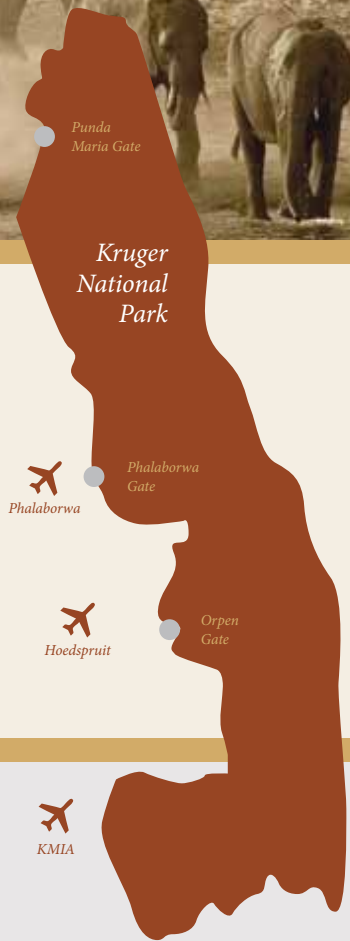 Punda
Maria Gate
Kruger
National
Park
Phalaborwa
Gate
Phalaborwa
Orpen
Gate
Hoedspruit
KMIA